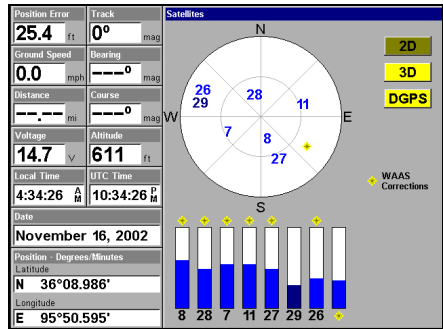 Position Error
25.4 ft
Track
0° mag
Ground Speed
0.0 mph
Bearing
---° mag
Distance
--.-- mi
Course
---° mag
Voltage
14.7 V
Altitude
611 ft
Local Time
4:34:26 AM
UTC Time
10:34:26 PM
Date
November 16, 2002
Position - Degrees/Minutes
Latitude
N 36°08.986'
Longitude
E 95°50.595'
Satellites
N
W
E
S
26
29
28
11
7
8
27
2D
3D
DGPS
WAAS
Corrections
8 28 7 11 27 29 26